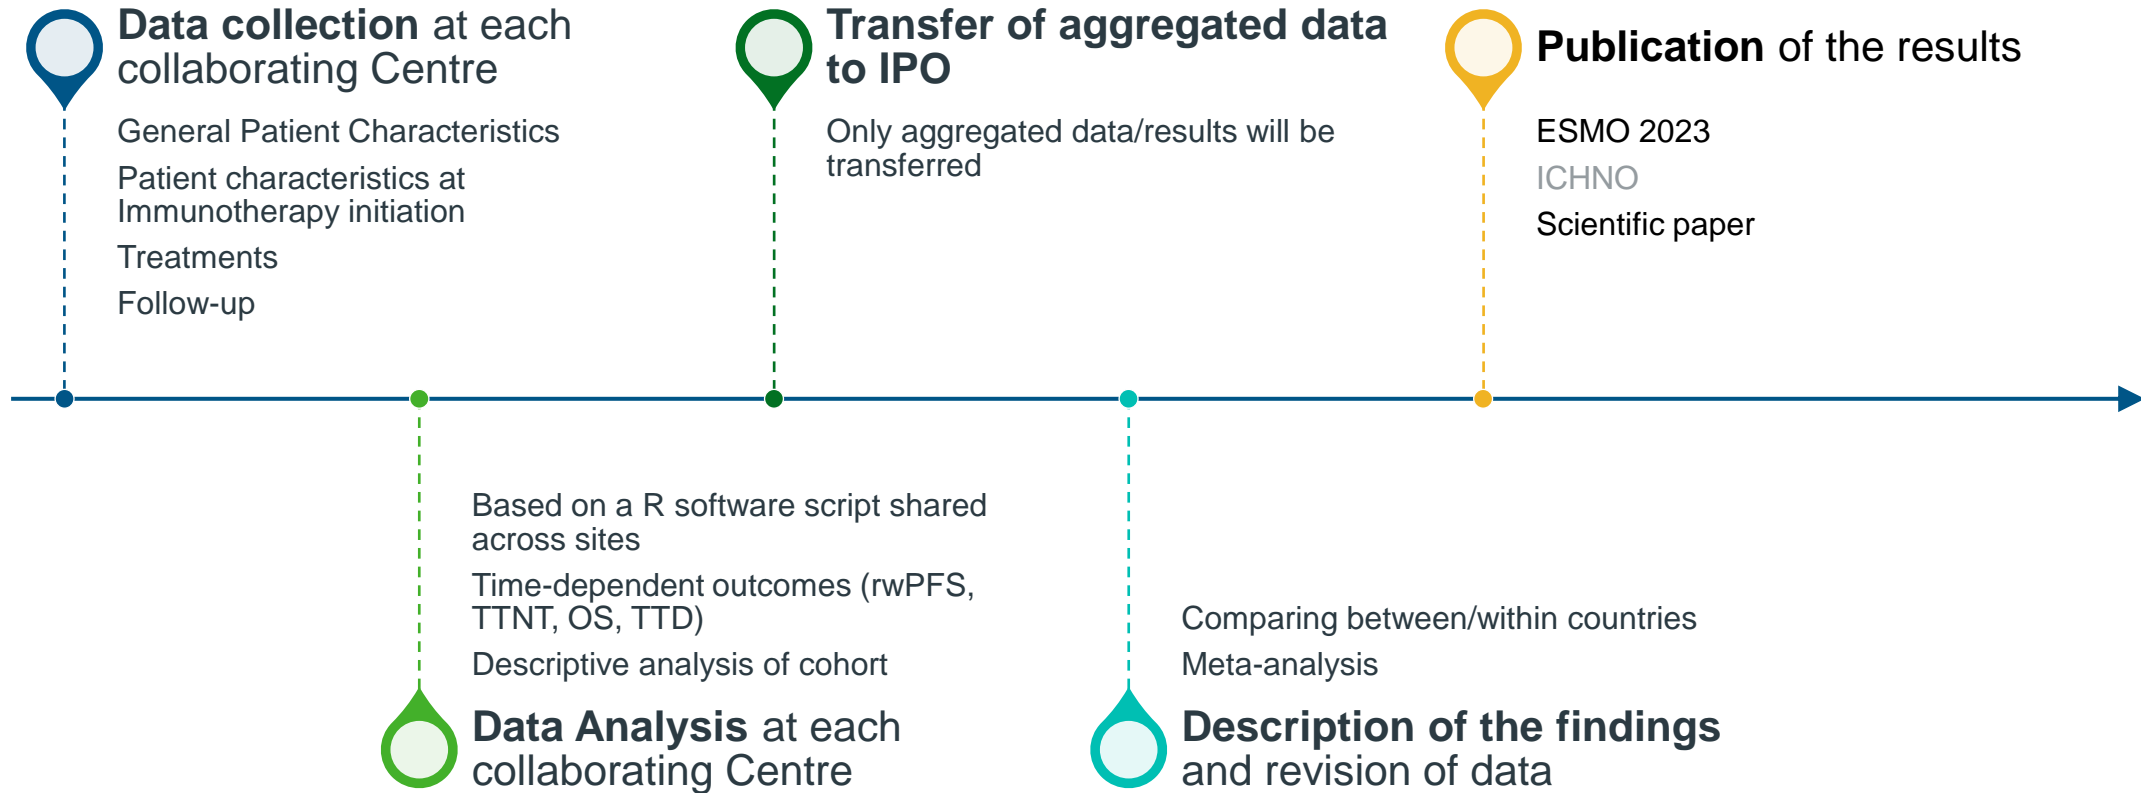 Data collection at each
collaborating Centre
General Patient Characteristics
Patient characteristics at
Immunotherapy initiation
Treatments
Follow-up
Transfer of aggregated data
to IPO
Only aggregated data/results will be
transferred
Publication of the results
ESMO 2023
ICHNO
Scientific paper
Based on a R software script shared
across sites
Time-dependent outcomes (rwPFS,
TTNT, OS, TTD)
Descriptive analysis of cohort
Data Analysis at each
collaborating Centre
Comparing between/within countries
Meta-analysis
Description of the findings
and revision of data